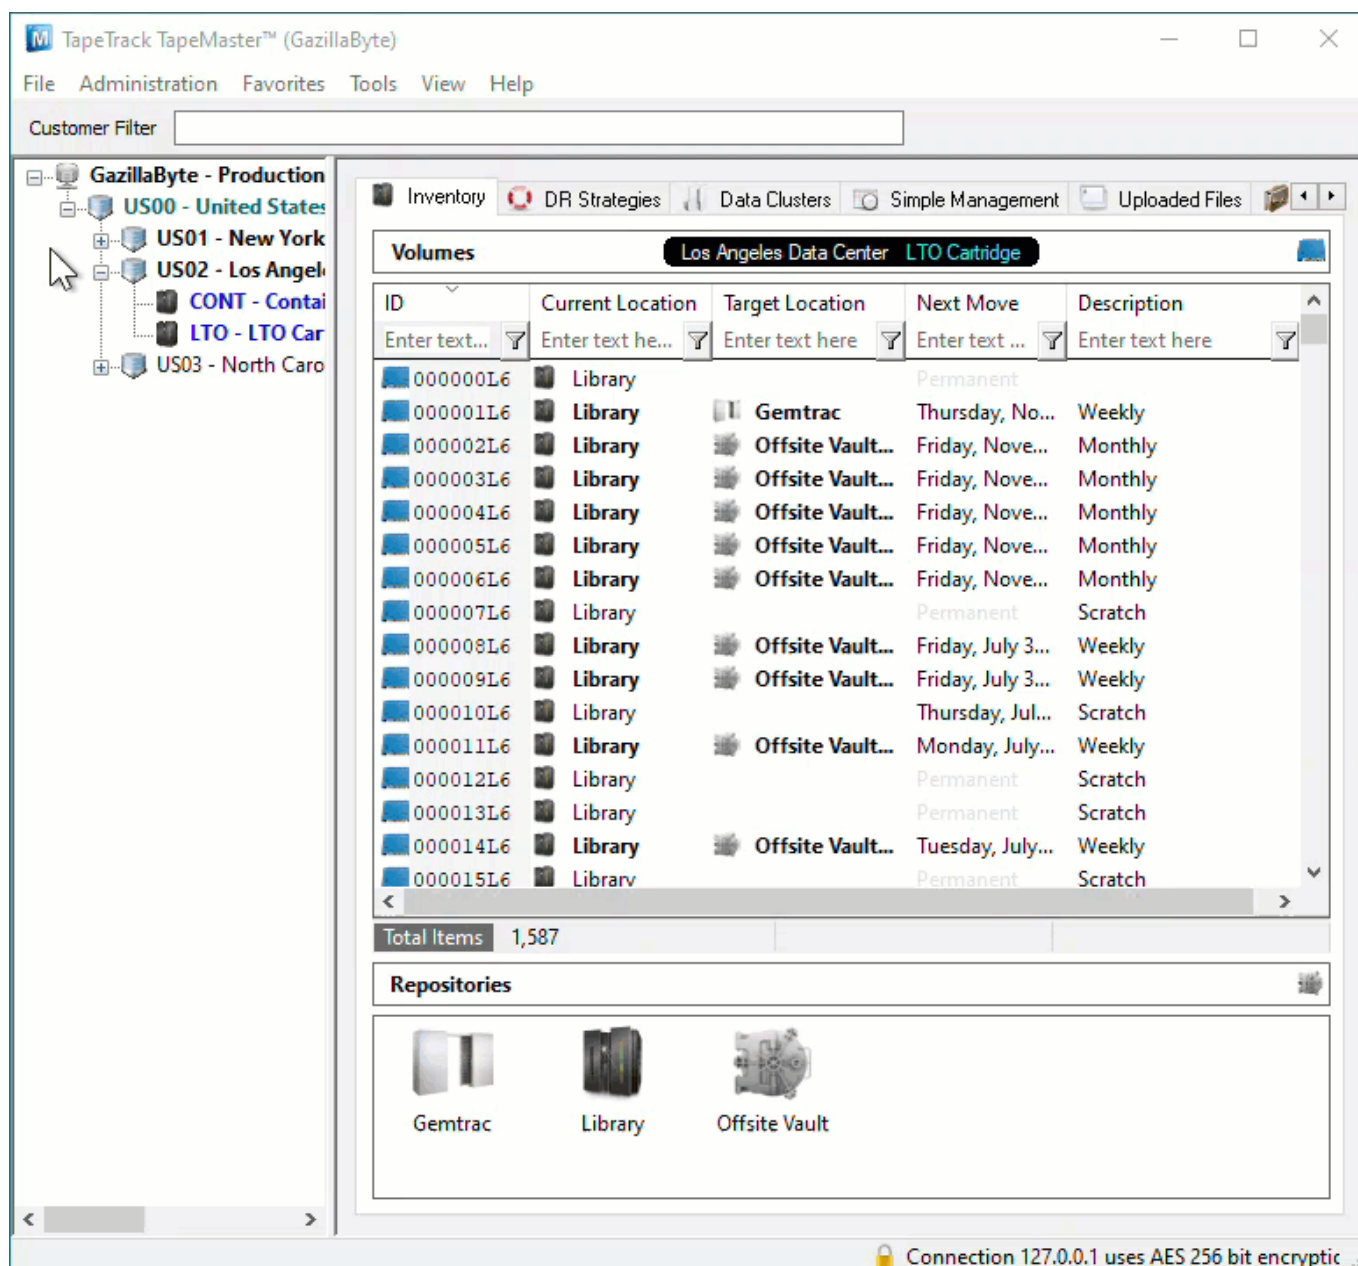 TapeTrack TapeMaster™ (GazillaByte)
File Administration Favorites Tools View Help
Customer Filter
GazillaByte - Production
US00 - United States
US01 - New York
US02 - Los Angel
CONT - Contai
LTO - LTO Car
US03 - North Caro
Inventory DR Strategies Data Clusters Simple Management Uploaded Files
Volumes Los Angeles Data Center LTO Cartridge
ID Current Location Target Location Next Move Description
Enter text... Enter text he... Enter text here Enter text ... Enter text here
000000L6 Library Permanent
000001L6 Library Gemtrac Thursday, No... Weekly
000002L6 Library Offsite Vault... Friday, Nove... Monthly
000003L6 Library Offsite Vault... Friday, Nove... Monthly
000004L6 Library Offsite Vault... Friday, Nove... Monthly
000005L6 Library Offsite Vault... Friday, Nove... Monthly
000006L6 Library Offsite Vault... Friday, Nove... Monthly
000007L6 Library Permanent Scratch
000008L6 Library Offsite Vault... Friday, July 3... Weekly
000009L6 Library Offsite Vault... Friday, July 3... Weekly
000010L6 Library Thursday, Jul... Scratch
000011L6 Library Offsite Vault... Monday, July... Weekly
000012L6 Library Permanent Scratch
000013L6 Library Permanent Scratch
000014L6 Library Offsite Vault... Tuesday, July... Weekly
000015L6 Library Permanent Scratch
Total Items 1,587
Repositories
Gemtrac Library Offsite Vault
Connection 127.0.0.1 uses AES 256 bit encryptic